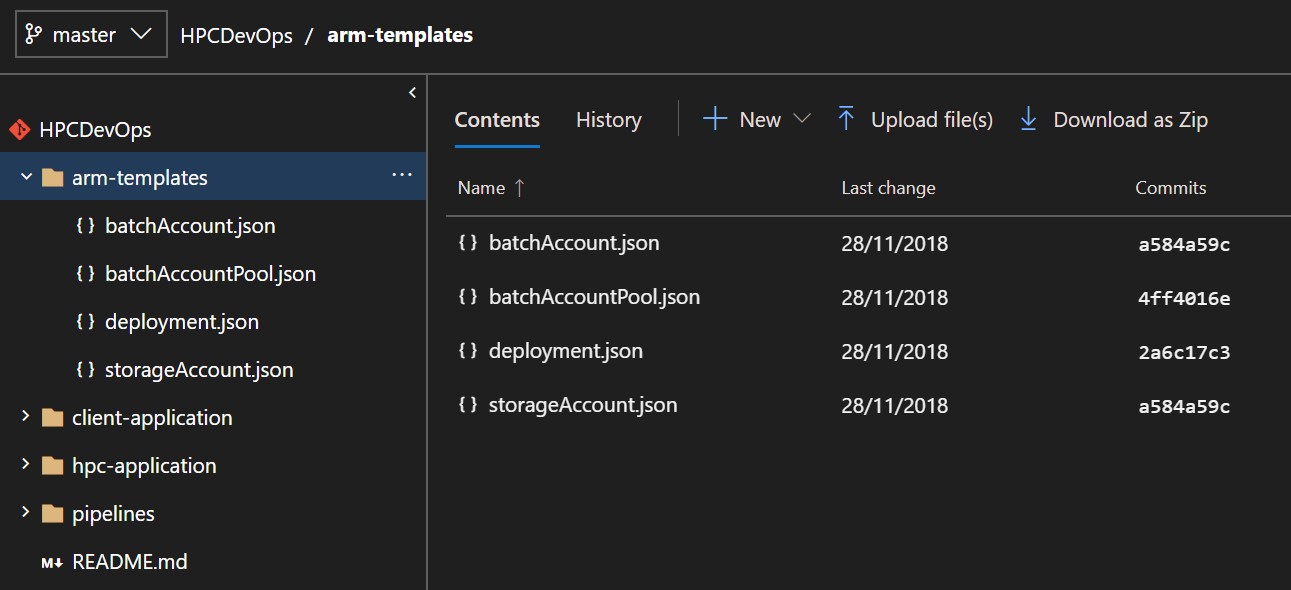 master HPCDevOps / arm-templates
HPCDevOps
arm-templates ...
{ } batchAccount.json
{ } batchAccountPool.json
{ } deployment.json
{ } storageAccount.json
client-application
hpc-application
pipelines
M↓ README.md
Contents History + New Upload file(s) Download as Zip
Name ↑ Last change Commits
{ } batchAccount.json 28/11/2018 a584a59c
{ } batchAccountPool.json 28/11/2018 4ff4016e
{ } deployment.json 28/11/2018 2a6c17c3
{ } storageAccount.json 28/11/2018 a584a59c